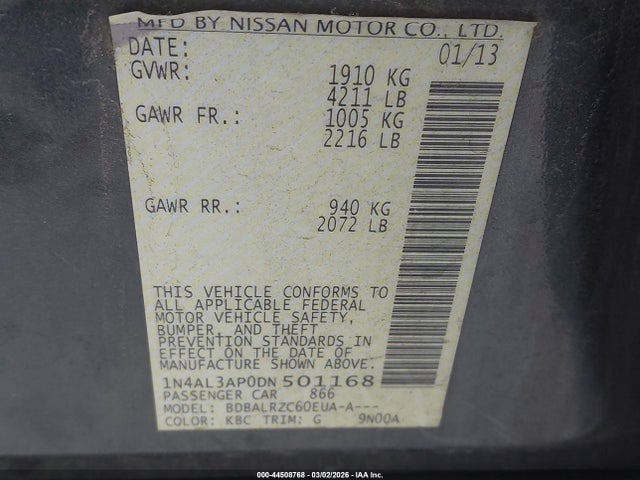 MFD BY NISSAN MOTOR CO., LTD.
DATE: 01/13
GVWR: 1910 KG
4211 LB
GAWR FR.: 1005 KG
2216 LB
GAWR RR.: 940 KG
2072 LB
THIS VEHICLE CONFORMS TO
ALL APPLICABLE FEDERAL
MOTOR VEHICLE SAFETY,
BUMPER, AND THEFT
PREVENTION STANDARDS IN
EFFECT ON THE DATE OF
MANUFACTURE SHOWN ABOVE.
1N4AL3AP0DN501168
PASSENGER CAR 866
MODEL: BDBALRZC60EUA-A---
COLOR: KBC TRIM: G 9N00A
000-44508768 - 03/02/2026 - IAA Inc.